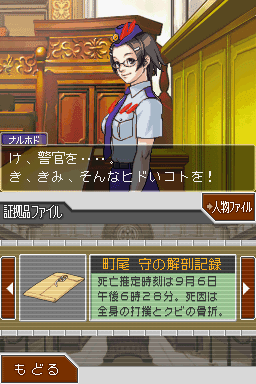 ナルホド
け、警官を‥‥。
き、きみ、そんなヒドいコトを！
証拠品ファイル
人物ファイル
町尾 守の解剖記録
死亡推定時刻は９月６日
午後６時２８分。死因は
全身の打撲とクビの骨折。
もどる